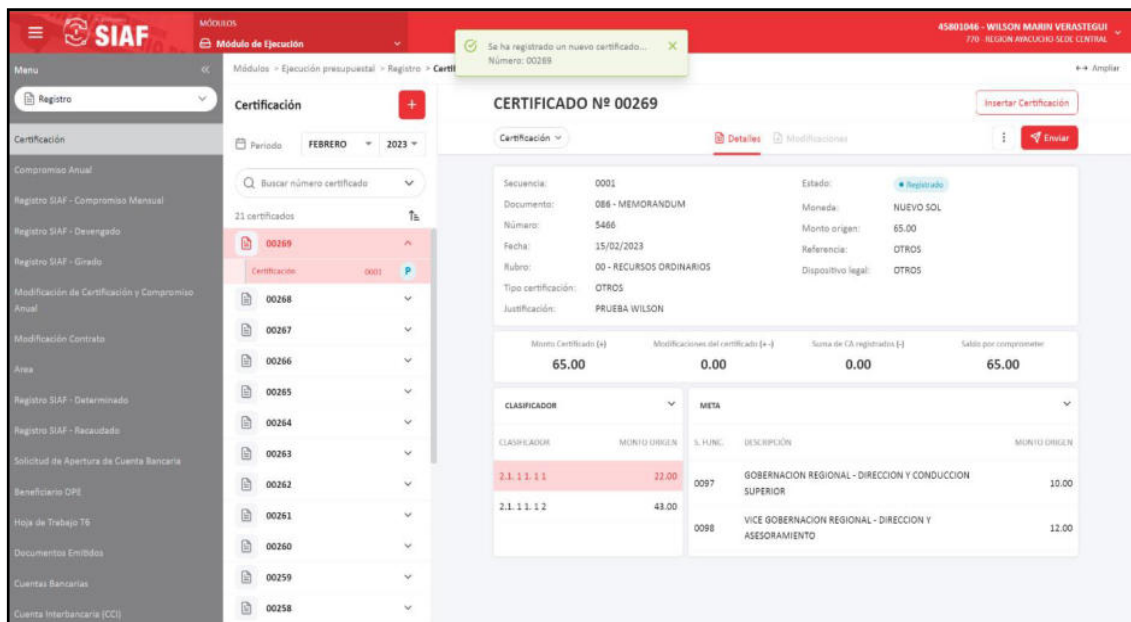 SIAF
MÓDULOS
Módulo de Ejecución
Se ha registrado un nuevo certificado...
Número: 00269
45801046 - WILSON MARIN VERASTEGUI
770 - REGION AYACUCHO-SEDE CENTRAL
Menu
Módulos > Ejecución presupuestal > Registro > Certifi
Ampliar
Registro
Certificación
Compromiso Anual
Registro SIAF - Compromiso Mensual
Registro SIAF - Devengado
Registro SIAF - Girado
Modificación de Certificación y Compromiso
Anual
Modificación Contrato
Area
Registro SIAF - Determinado
Registro SIAF - Recaudado
Solicitud de Apertura de Cuenta Bancaria
Beneficiario DPE
Hoja de Trabajo T6
Documentos Emitidos
Cuentas Bancarias
Cuenta Interbancaria (CCI)
Certificación
+
Periodo FEBRERO 2023
Buscar número certificado
21 certificados
00269
Certificación 0001 P
00268
00267
00266
00265
00264
00263
00262
00261
00260
00259
00258
CERTIFICADO Nº 00269
Insertar Certificación
Certificación
Detalles
Modificaciones
Enviar
Secuencia: 0001
Documento: 086 - MEMORANDUM
Número: 5466
Fecha: 15/02/2023
Rubro: 00 - RECURSOS ORDINARIOS
Tipo certificación: OTROS
Justificación: PRUEBA WILSON
Estado: Registrado
Moneda: NUEVO SOL
Monto origen: 65.00
Referencia: OTROS
Dispositivo legal: OTROS
Monto Certificado (+) Modificaciones del certificado (+-) Suma de CA registrados (-) Saldo por comprometer
65.00 0.00 0.00 65.00
CLASIFICADOR
CLASIFICADOR MONTO ORIGEN
2.1. 1 1. 1 1 22.00
2.1. 1 1. 1 2 43.00
META
S. FUNC. DESCRIPCIÓN MONTO ORIGEN
0097 GOBERNACION REGIONAL - DIRECCION Y CONDUCCION
SUPERIOR 10.00
0098 VICE GOBERNACION REGIONAL - DIRECCION Y
ASESORAMIENTO 12.00